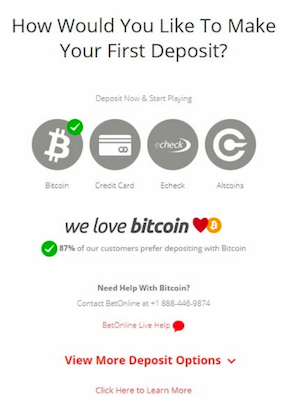 How Would You Like To Make
Your First Deposit?
Deposit Now & Start Playing
echeck
Bitcoin
Credit Card
Echeck
Altcoins
we love bitcoin
87% of our customers prefer depositing with Bitcoin
Need Help With Bitcoin?
Contact BetOnline at +1 888-446-9874
BetOnline Live Help
View More Deposit Options
Click Here to Learn More